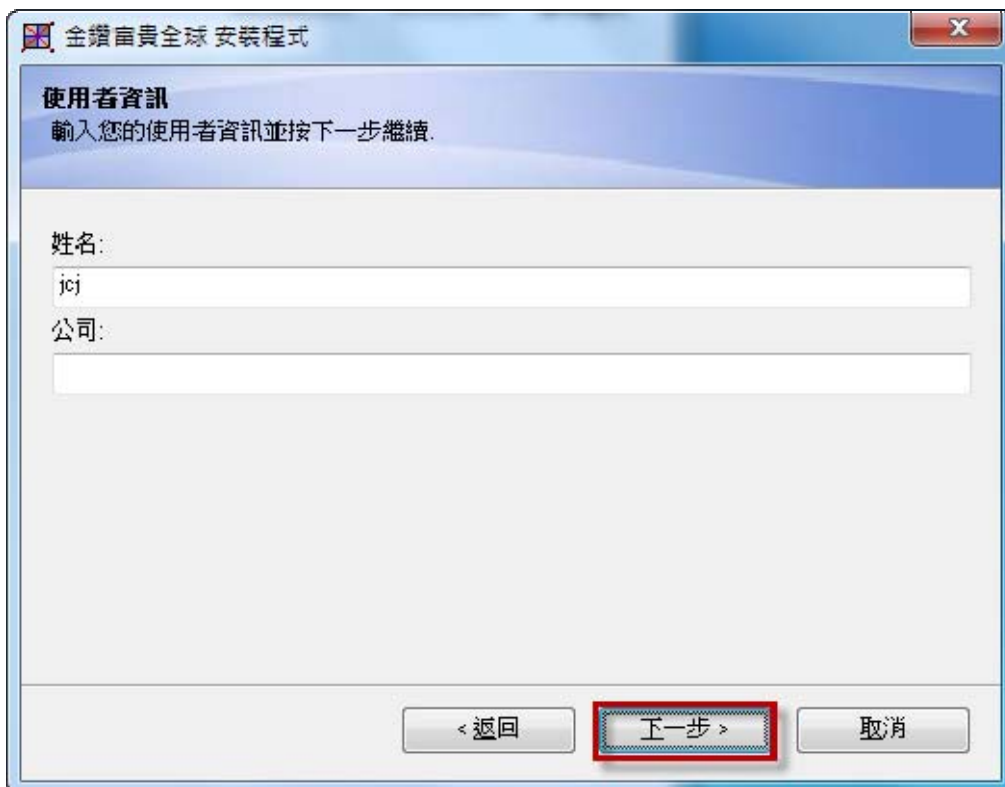 金鑽富貴全球 安裝程式
使用者資訊
輸入您的使用者資訊並按下一步繼續.
姓名:
jcj
公司:
<返回
下一步>
取消